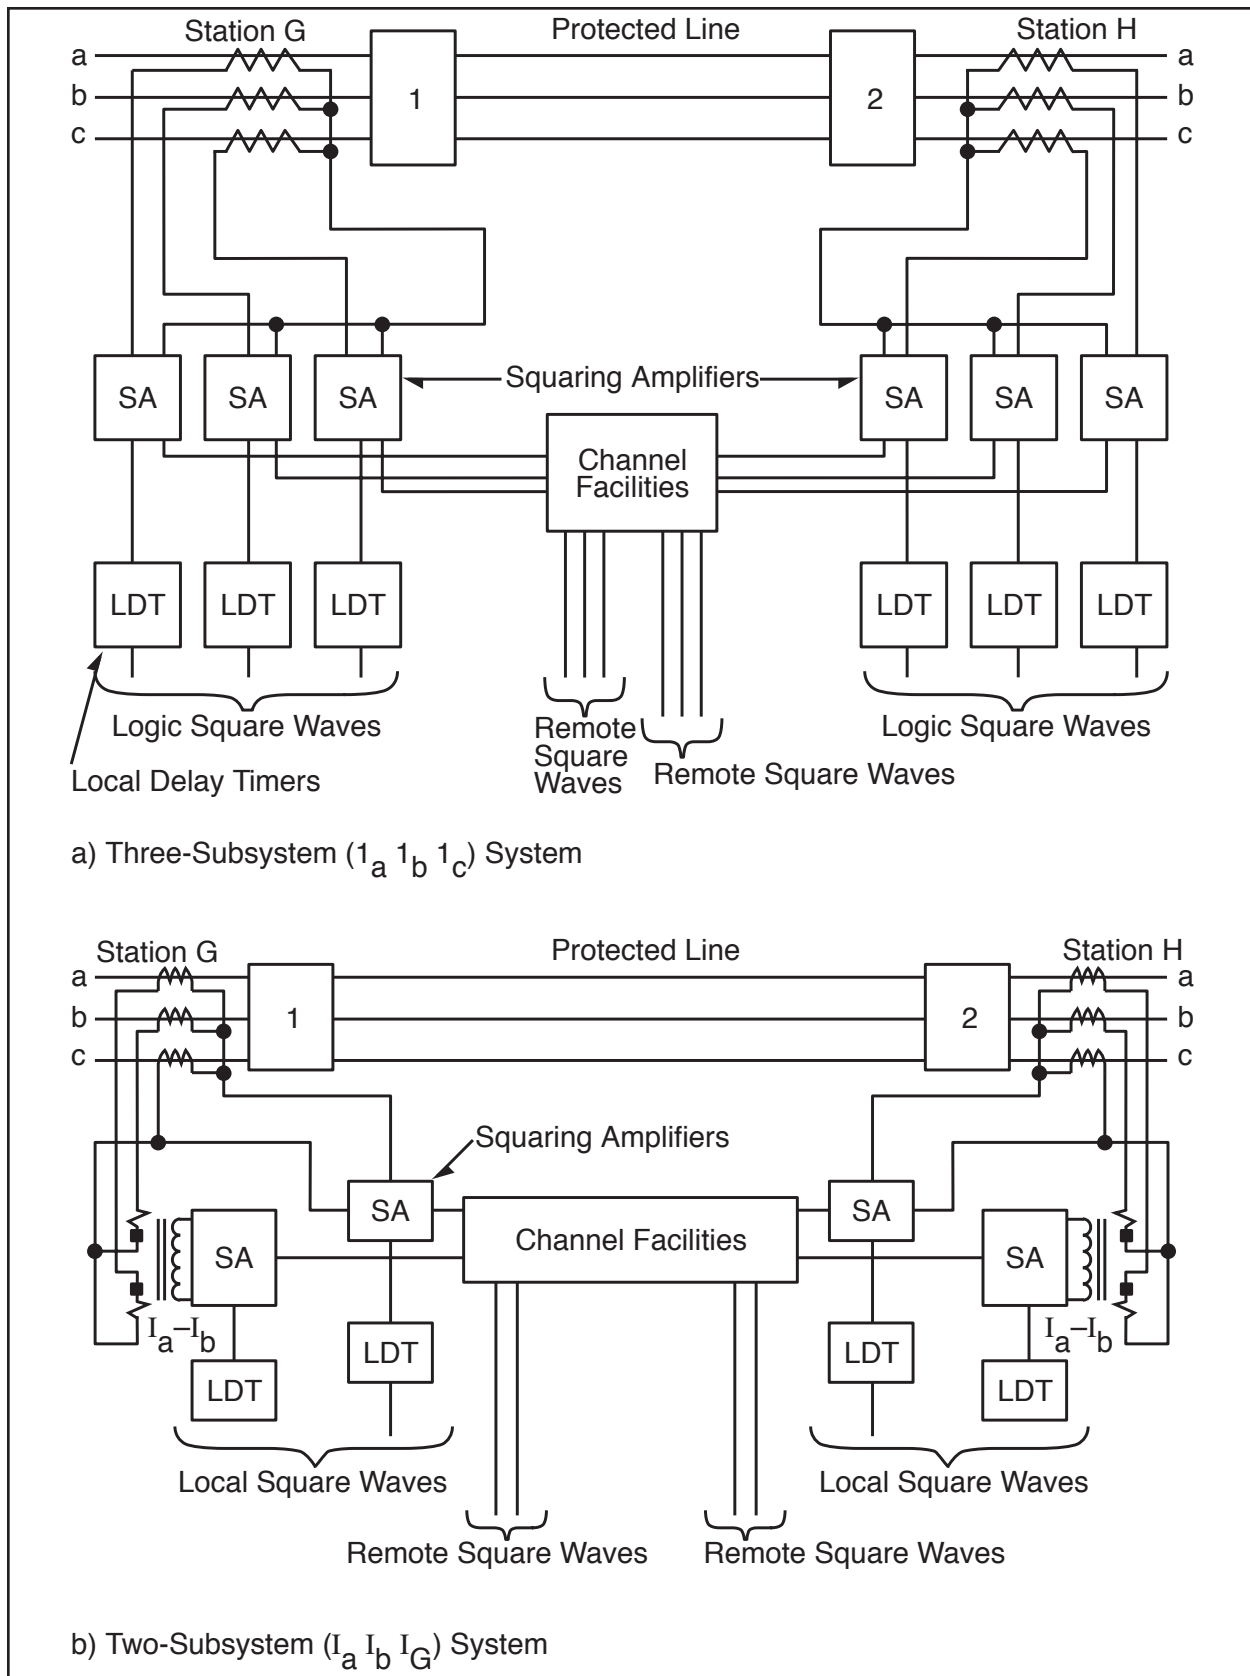 Station G
Protected Line
Station H
a
a
b
1
2
b
c
c
SA
SA
SA
Squaring Amplifiers
SA
SA
SA
Channel
Facilities
LDT
LDT
LDT
LDT
LDT
LDT
Logic Square Waves
Remote
Square
Waves
Remote Square Waves
Logic Square Waves
Local Delay Timers
a) Three-Subsystem (1a 1b 1c) System
Station G
Protected Line
Station H
a
a
b
1
2
b
c
c
Squaring Amplifiers
SA
SA
SA
Channel Facilities
SA
Ia–Ib
Ia–Ib
LDT
LDT
LDT
LDT
Local Square Waves
Local Square Waves
Remote Square Waves
Remote Square Waves
b) Two-Subsystem (Ia Ib IG) System